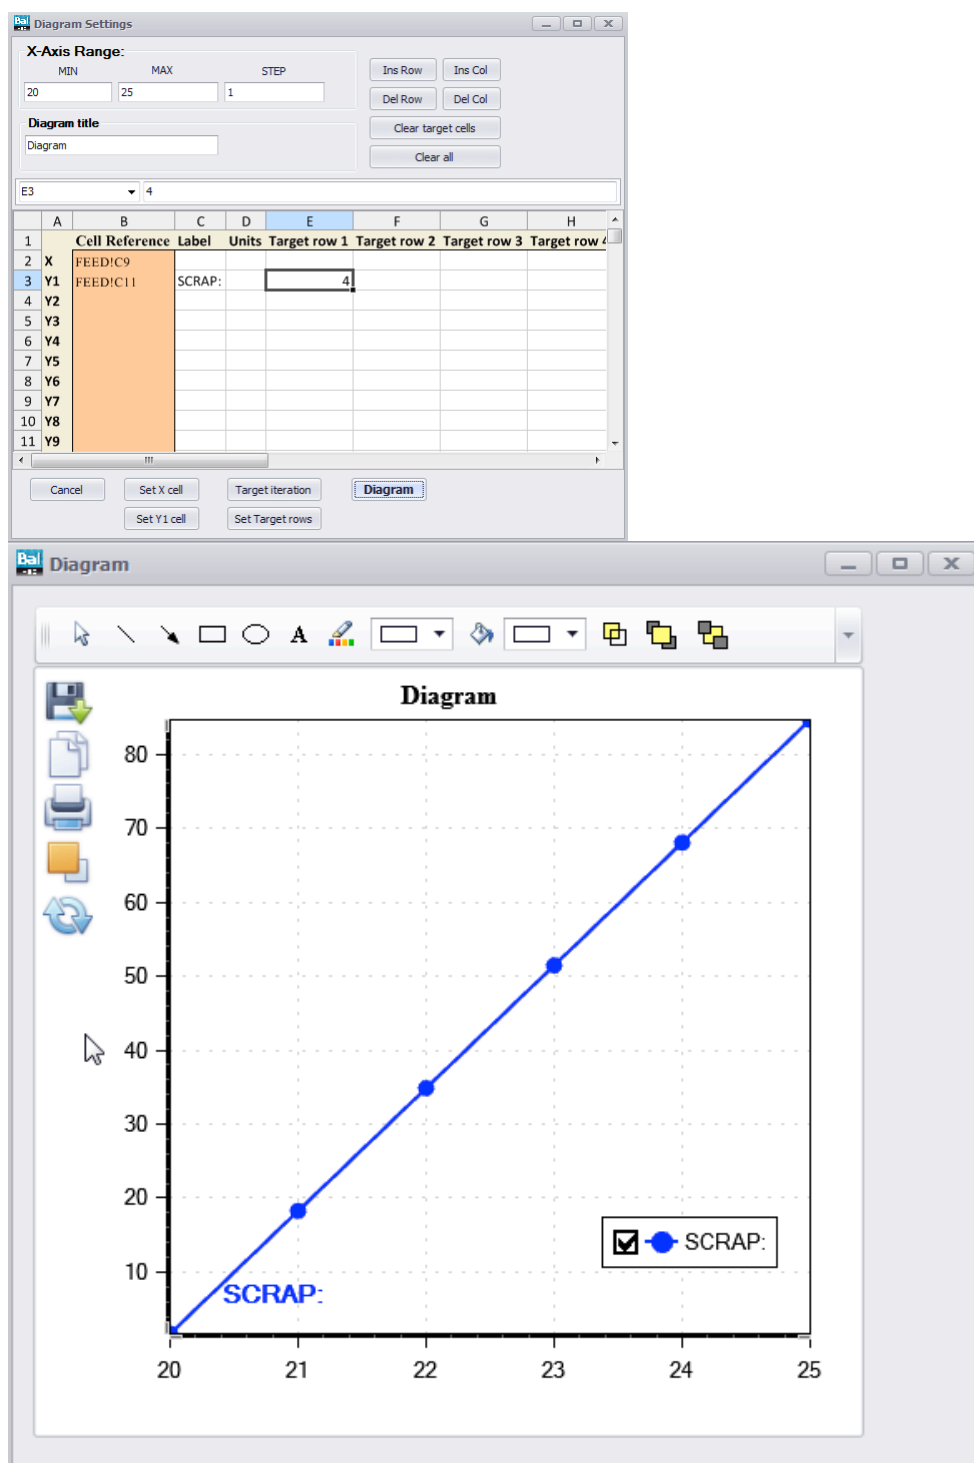 Bal Diagram Settings
X-Axis Range:
MIN MAX STEP
20 25 1
Ins Row Ins Col
Del Row Del Col
Diagram title
Diagram
Clear target cells
Clear all
E3 4
A B C D E F G H
1 Cell Reference Label Units Target row 1 Target row 2 Target row 3 Target row 4
2 X FEED!C9
3 Y1 FEED!C11 SCRAP: 4
4 Y2
5 Y3
6 Y4
7 Y5
8 Y6
9 Y7
10 Y8
11 Y9
Cancel Set X cell Target iteration Diagram
Set Y1 cell Set Target rows
Bal Diagram
A
Diagram
80
70
60
50
40
30
20
10
SCRAP:
SCRAP:
20 21 22 23 24 25